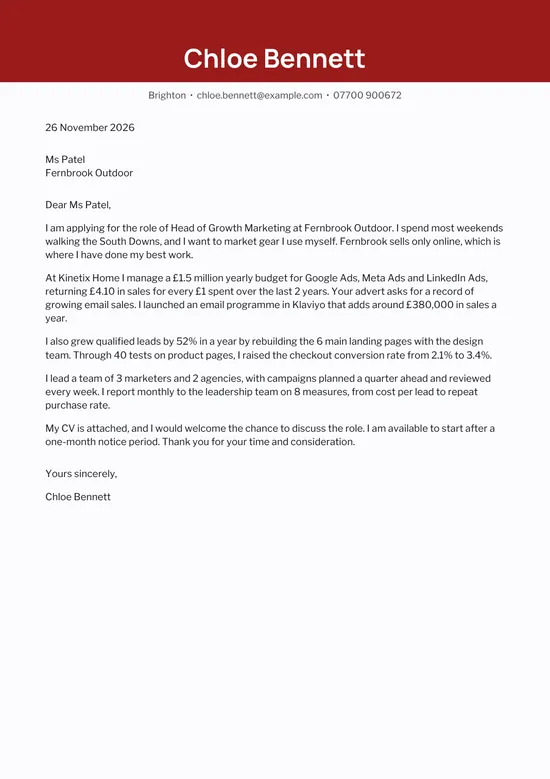 Chloe Bennett
Brighton • chloe.bennett@example.com • 07700 900672
26 November 2026
Ms Patel
Fernbrook Outdoor
Dear Ms Patel,
I am applying for the role of Head of Growth Marketing at Fernbrook Outdoor. I spend most weekends
walking the South Downs, and I want to market gear I use myself. Fernbrook sells only online, which is
where I have done my best work.
At Kinetix Home I manage a £1.5 million yearly budget for Google Ads, Meta Ads and LinkedIn Ads,
returning £4.10 in sales for every £1 spent over the last 2 years. Your advert asks for a record of
growing email sales. I launched an email programme in Klaviyo that adds around £380,000 in sales a
year.
I also grew qualified leads by 52% in a year by rebuilding the 6 main landing pages with the design
team. Through 40 tests on product pages, I raised the checkout conversion rate from 2.1% to 3.4%.
I lead a team of 3 marketers and 2 agencies, with campaigns planned a quarter ahead and reviewed
every week. I report monthly to the leadership team on 8 measures, from cost per lead to repeat
purchase rate.
My CV is attached, and I would welcome the chance to discuss the role. I am available to start after a
one-month notice period. Thank you for your time and consideration.
Yours sincerely,
Chloe Bennett